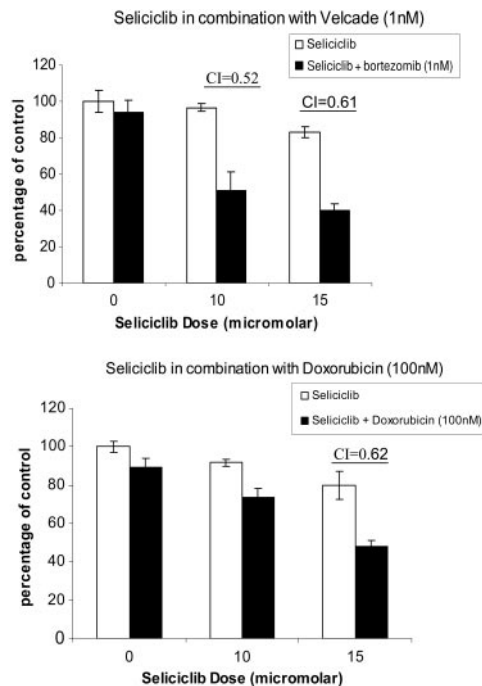 Seliciclib in combination with Velcade (1nM)
Seliciclib
Seliciclib + bortezomib (1nM)
CI=0.52
CI=0.61
percentage of control
120
100
80
60
40
20
0
0 10 15
Seliciclib Dose (micromolar)
Seliciclib in combination with Doxorubicin (100nM)
Seliciclib
Seliciclib + Doxorubicin (100nM)
CI=0.62
percentage of control
120
100
80
60
40
20
0
0 10 15
Seliciclib Dose (micromolar)